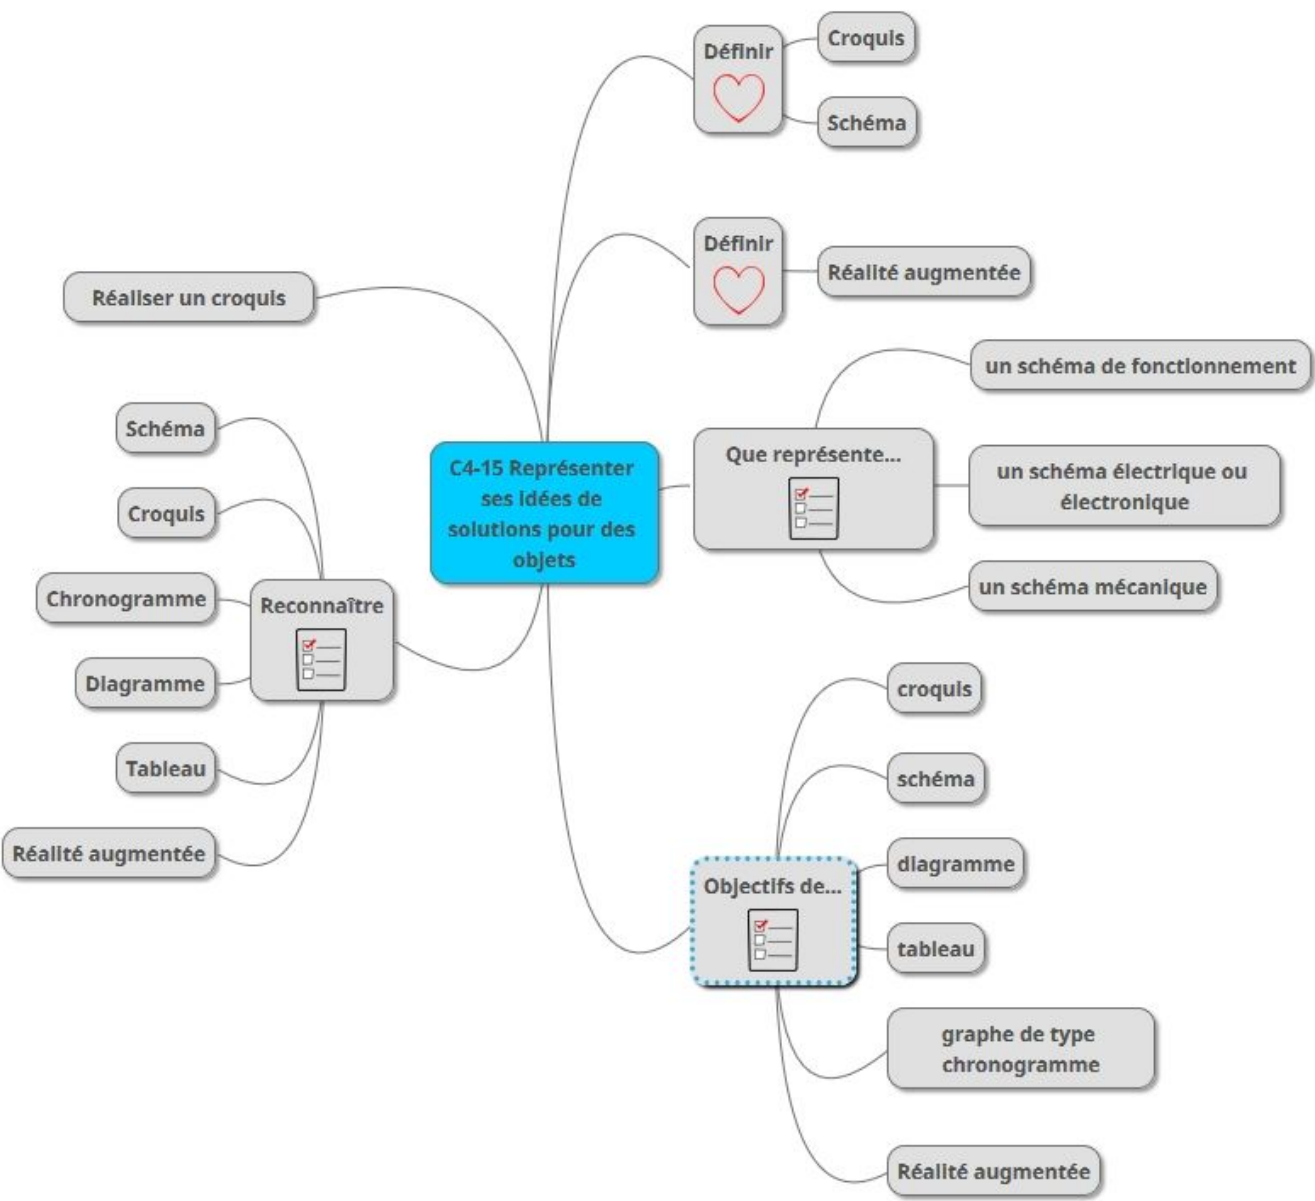 Définir
Croquis
Schéma
Définir
Réalité augmentée
Réaliser un croquis
un schéma de fonctionnement
Schéma
Croquis
Chronogramme
Diagramme
Tableau
Réalité augmentée
Reconnaître
C4-15 Représenter
ses idées de
solutions pour des
objets
Que représente...
un schéma électrique ou
électronique
un schéma mécanique
Objectifs de...
croquis
schéma
diagramme
tableau
graphe de type
chronogramme
Réalité augmentée